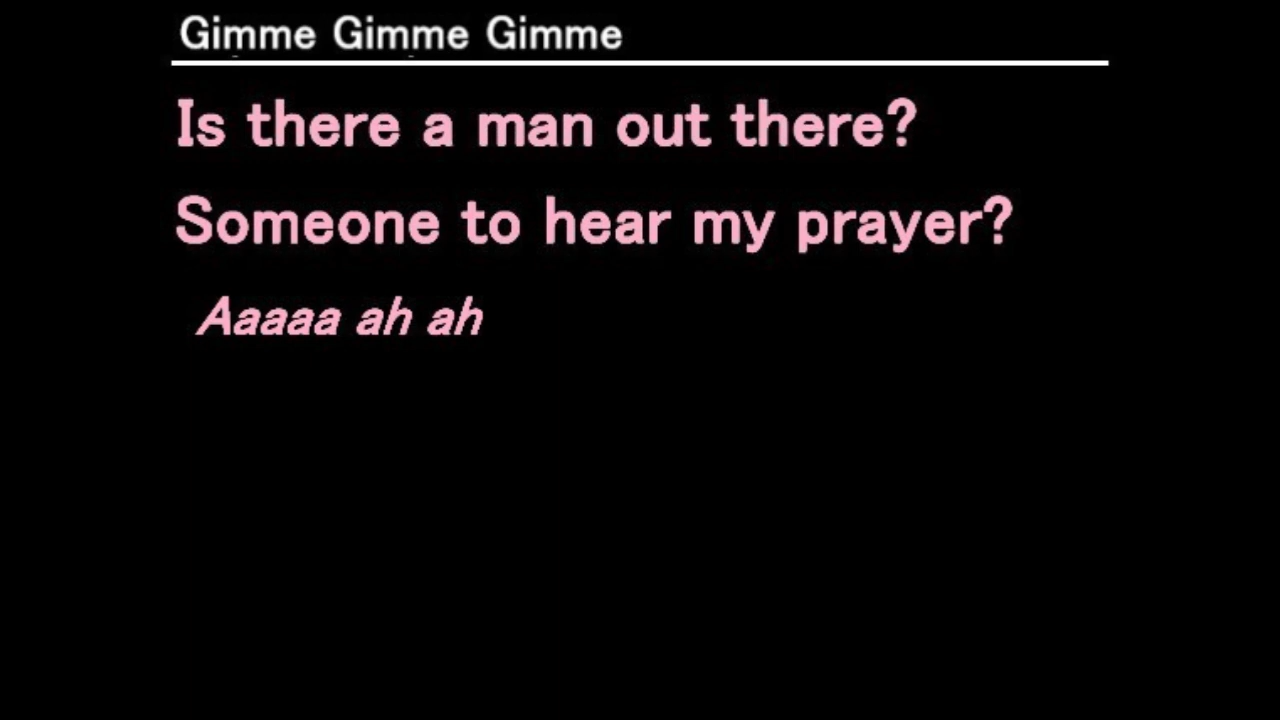 Gimme Gimme Gimme
Is there a man out there?
Someone to hear my prayer?
Aaaaa ah ah